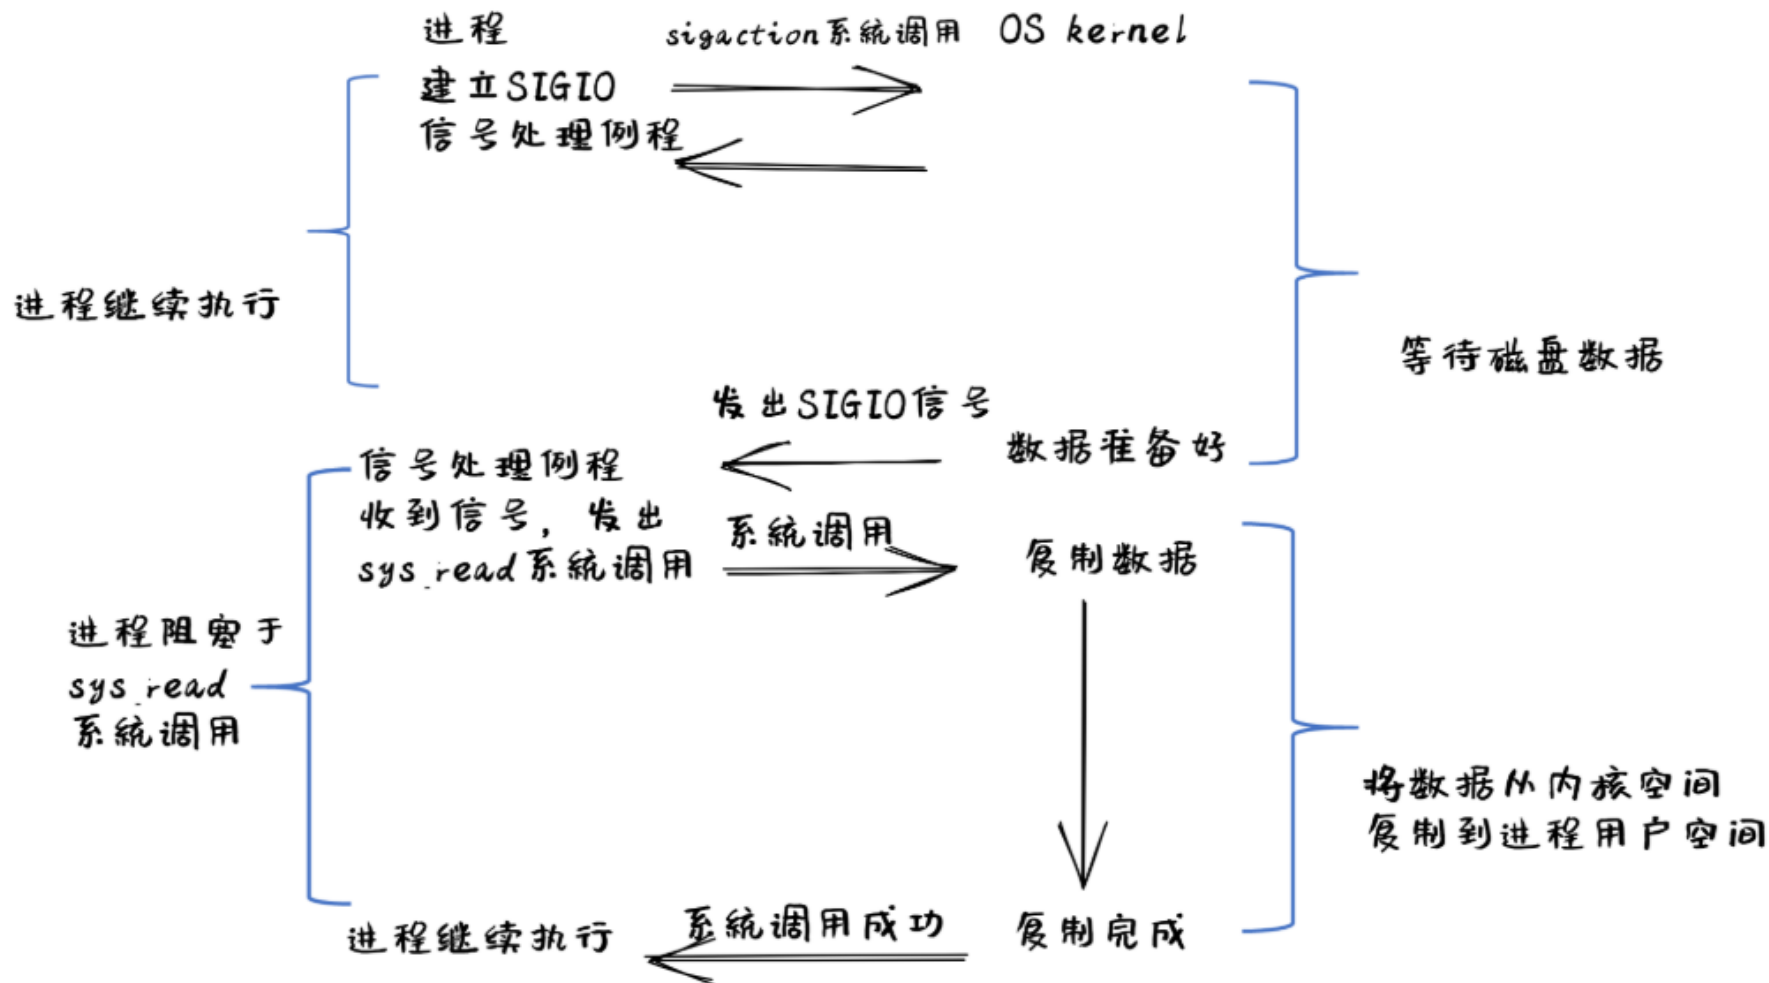 进程
sigaction系统调用
OS kernel
建立SIGIO
信号处理例程
进程继续执行
等待磁盘数据
发出SIGIO信号
数据准备好
信号处理例程
收到信号，发出
sys_read系统调用
系统调用
复制数据
进程阻塞于
sys_read
系统调用
将数据从内核空间
复制到进程用户空间
进程继续执行
系统调用成功
复制完成